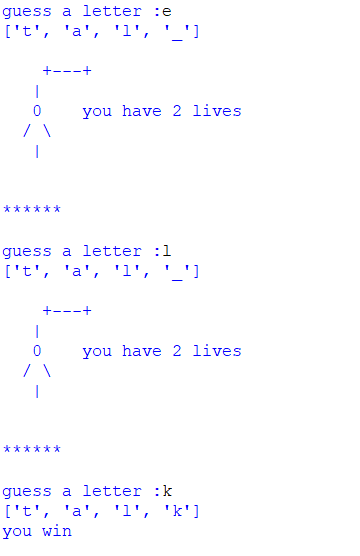 guess a letter :e
['t', 'a', 'l', '_']
    +---+
   |
   0    you have 2 lives
  / \
   |
******
guess a letter :l
['t', 'a', 'l', '_']
    +---+
   |
   0    you have 2 lives
  / \
   |
******
guess a letter :k
['t', 'a', 'l', 'k']
you win